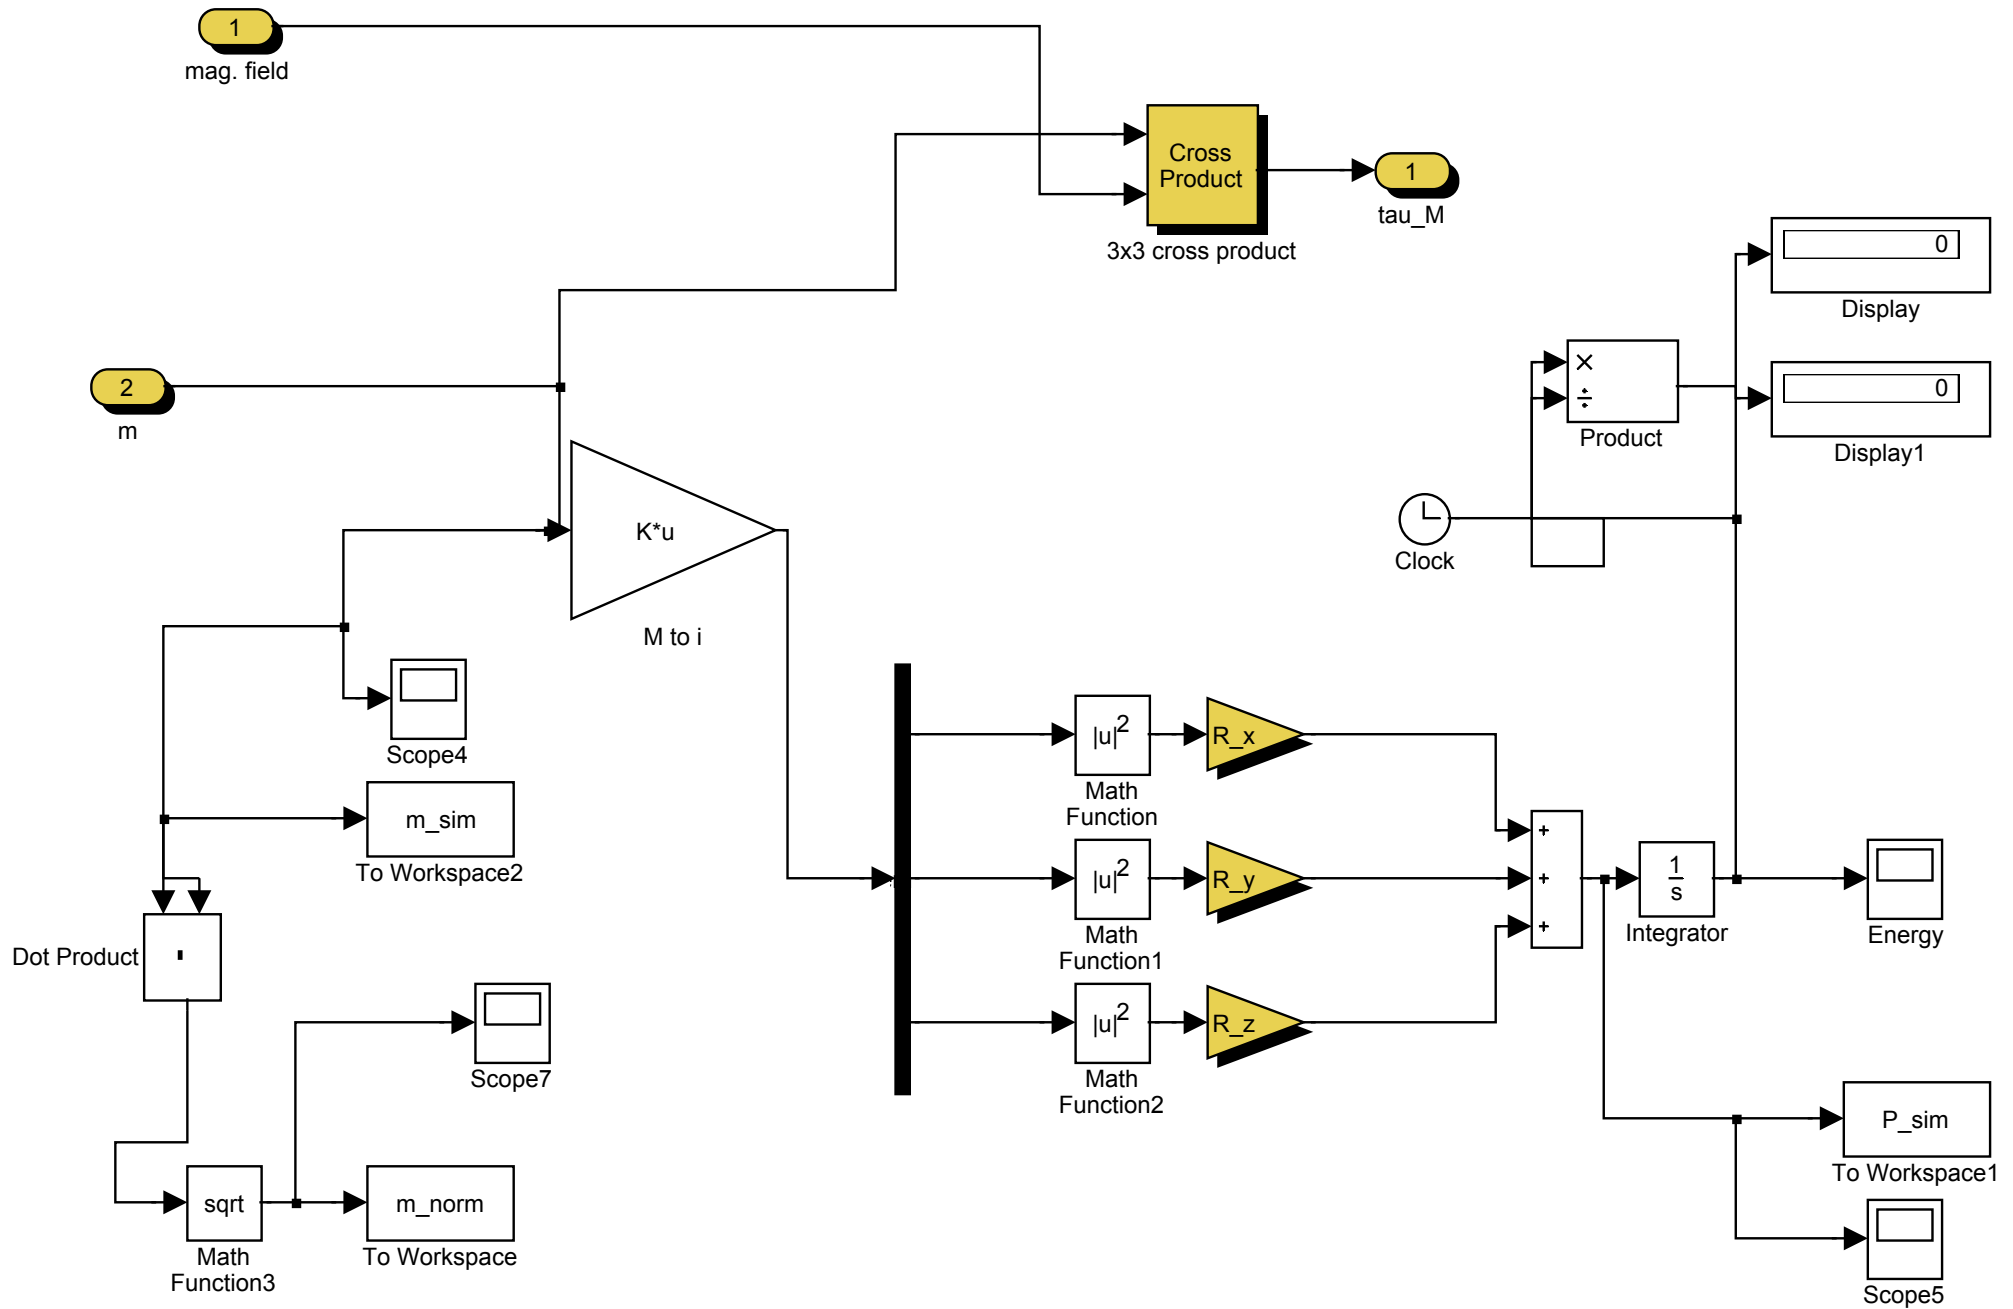 1
mag. field
Cross
Product
3x3 cross product
1
tau_M
0
Display
×
÷
Product
0
Display1
2
m
K*u
M to i
Clock
Scope4
m_sim
To Workspace2
Dot Product
Scope7
sqrt
Math
Function3
m_norm
To Workspace
|u|2
Math
Function
R_x
|u|2
Math
Function1
R_y
|u|2
Math
Function2
R_z
+
+
+
1
s
Integrator
Energy
P_sim
To Workspace1
Scope5